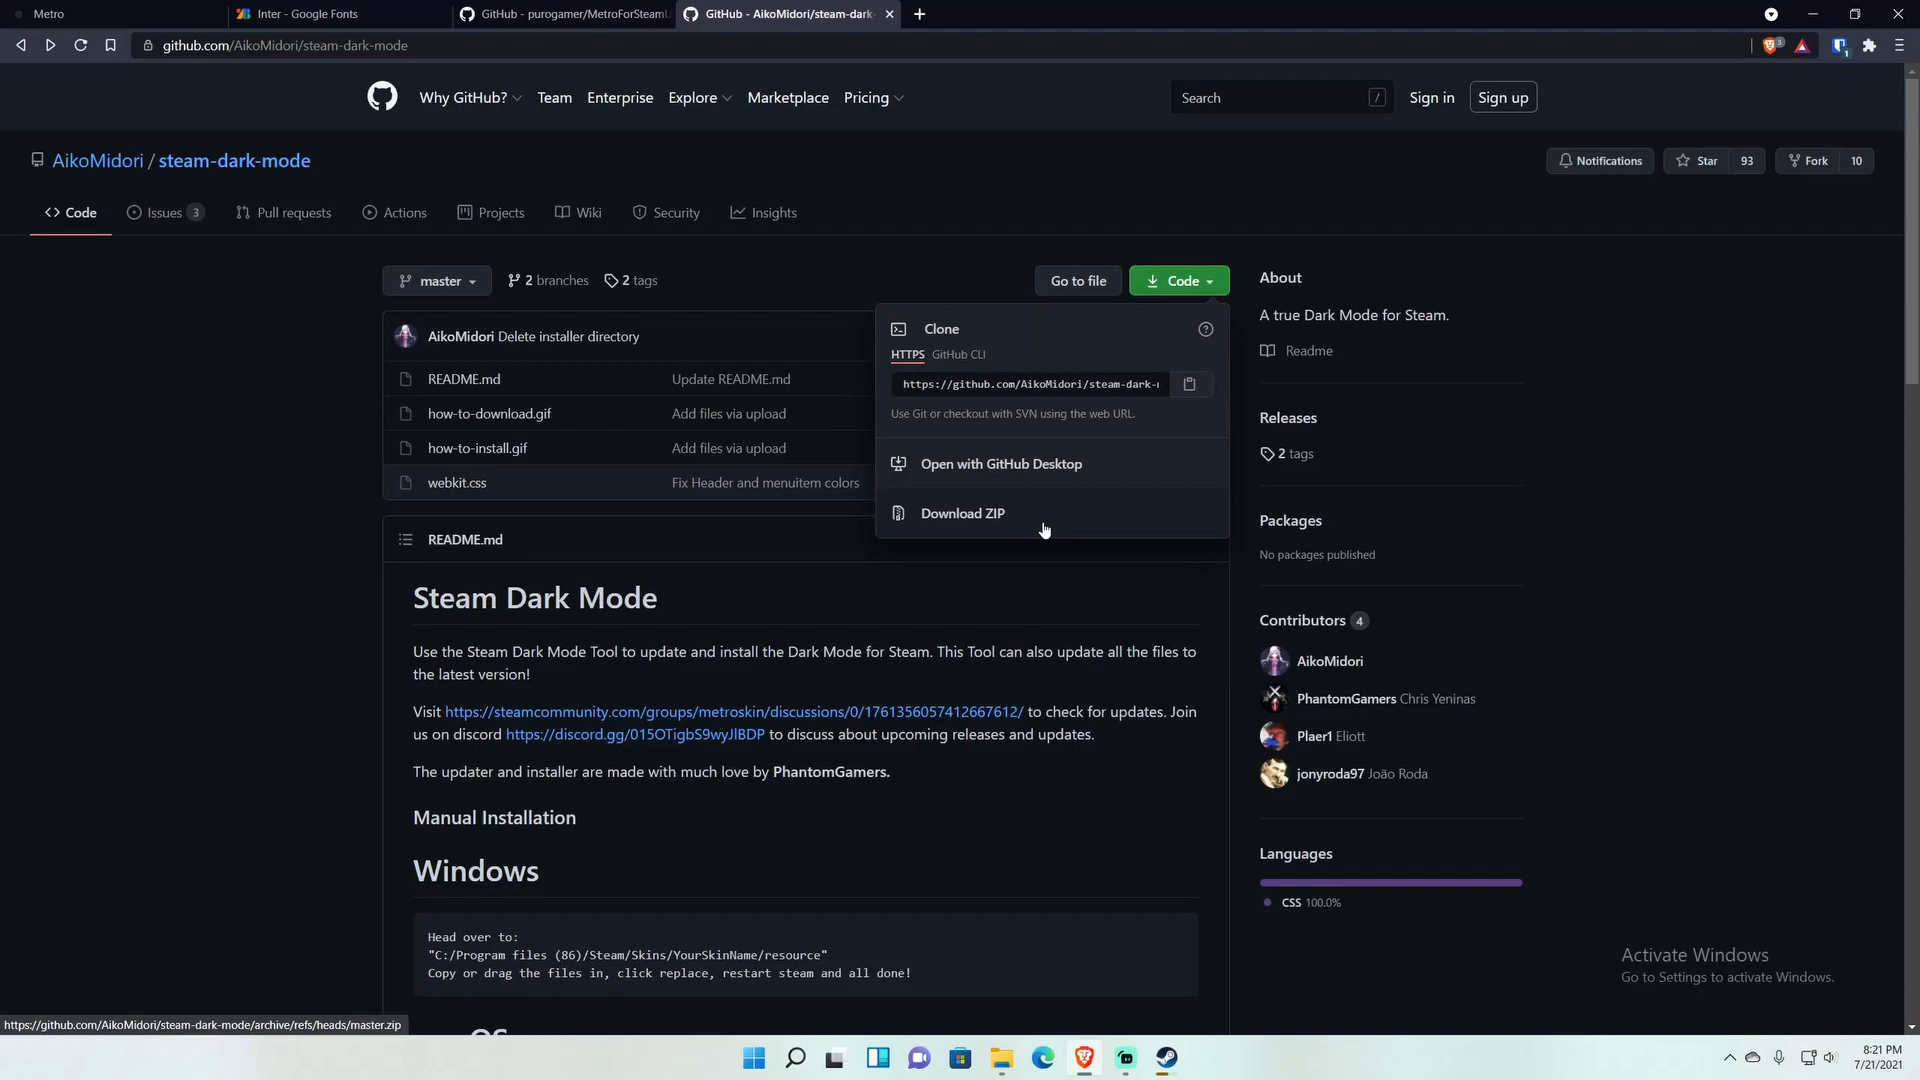 Metro
Inter - Google Fonts
GitHub - purogamer/MetroForSteamU
GitHub - AikoMidori/steam-dark-
github.com/AikoMidori/steam-dark-mode
3
1
Why GitHub?
Team
Enterprise
Explore
Marketplace
Pricing
Search
/
Sign in
Sign up
AikoMidori / steam-dark-mode
Notifications
Star 93
Fork 10
Code
Issues 3
Pull requests
Actions
Projects
Wiki
Security
Insights
master
2 branches
2 tags
Go to file
Code
AikoMidori Delete installer directory
README.md Update README.md
how-to-download.gif Add files via upload
how-to-install.gif Add files via upload
webkit.css Fix Header and menuitem colors
Clone
HTTPS GitHub CLI
https://github.com/AikoMidori/steam-dark-
Use Git or checkout with SVN using the web URL.
Open with GitHub Desktop
Download ZIP
README.md
Steam Dark Mode
Use the Steam Dark Mode Tool to update and install the Dark Mode for Steam. This Tool can also update all the files to
the latest version!
Visit https://steamcommunity.com/groups/metroskin/discussions/0/1761356057412667612/ to check for updates. Join
us on discord https://discord.gg/015OTigbS9wyJlBDP to discuss about upcoming releases and updates.
The updater and installer are made with much love by PhantomGamers.
Manual Installation
Windows
Head over to:
"C:/Program files (86)/Steam/Skins/YourSkinName/resource"
Copy or drag the files in, click replace, restart steam and all done!
About
A true Dark Mode for Steam.
Readme
Releases
2 tags
Packages
No packages published
Contributors 4
AikoMidori
PhantomGamers Chris Yeninas
Plaer1 Eliott
jonyroda97 João Roda
Languages
CSS 100.0%
Activate Windows
Go to Settings to activate Windows.
https://github.com/AikoMidori/steam-dark-mode/archive/refs/heads/master.zip
8:21 PM
7/21/2021